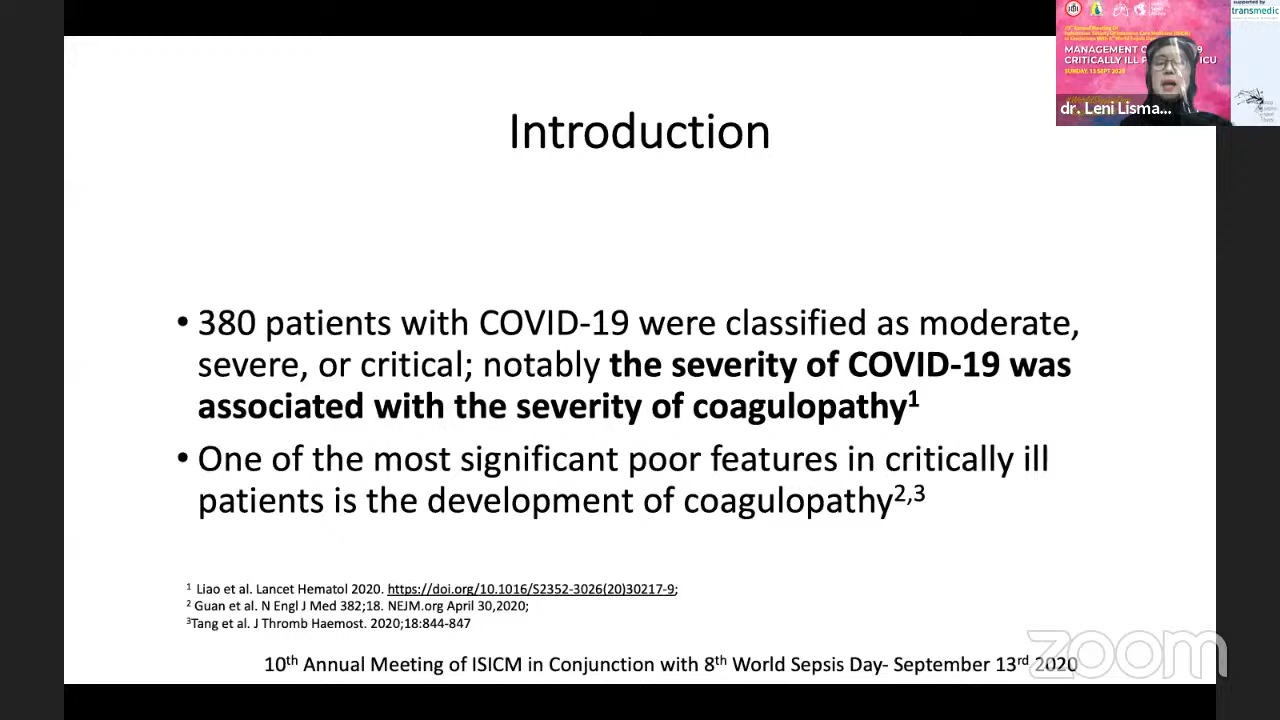 supported by
transmedic
MANAGEMENT
CRITICALLY ILL
ICU
SUNDAY, 13 SEPT 2020
dr. Leni Lisma...
Introduction
• 380 patients with COVID-19 were classified as moderate,
severe, or critical; notably the severity of COVID-19 was
associated with the severity of coagulopathy1
• One of the most significant poor features in critically ill
patients is the development of coagulopathy2,3
1 Liao et al. Lancet Hematol 2020. https://doi.org/10.1016/S2352-3026(20)30217-9;
2 Guan et al. N Engl J Med 382;18. NEJM.org April 30,2020;
3Tang et al. J Thromb Haemost. 2020;18:844-847
10th Annual Meeting of ISICM in Conjunction with 8th World Sepsis Day- September 13rd 2020
zoom